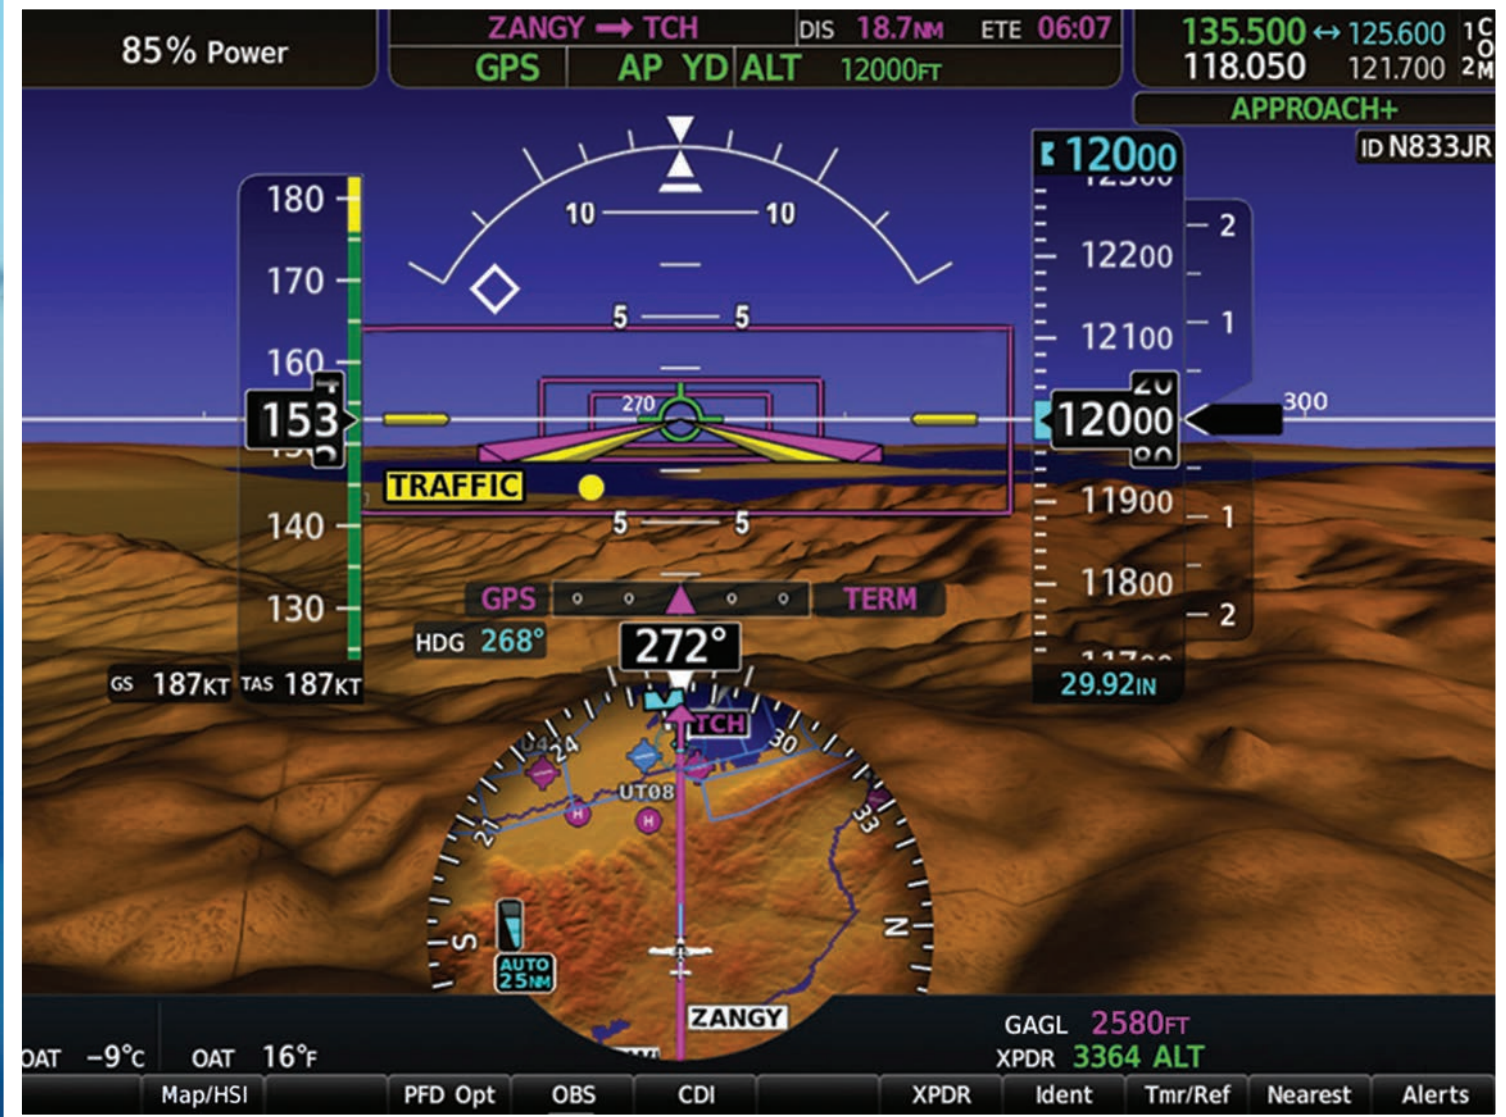 85% Power
ZANGY → TCH DIS 18.7NM ETE 06:07
GPS AP YD ALT 12000FT
135.500 ↔ 125.600 1
118.050 121.700 2
COM
APPROACH+
ID N833JR
12000
180
170
160
153
140
130
10 10
5 5
270
5 5
TRAFFIC
12200
12100
20
12000
11900
11800
2
1
1
2
300
GPS TERM
HDG 268°
272°
GS 187KT TAS 187KT
29.92IN
TCH
24
30
UT08
21
33
H
H
S
N
AUTO
25NM
ZANGY
GAGL 2580FT
XPDR 3364 ALT
OAT -9°C OAT 16°F
Map/HSI PFD Opt OBS CDI XPDR Ident Tmr/Ref Nearest Alerts